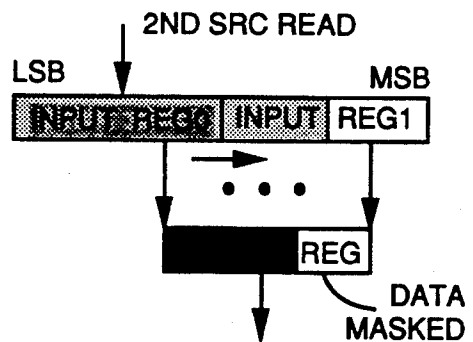 2ND SRC READ
LSB MSB
INPUT REG0 INPUT REG1
REG
DATA
MASKED